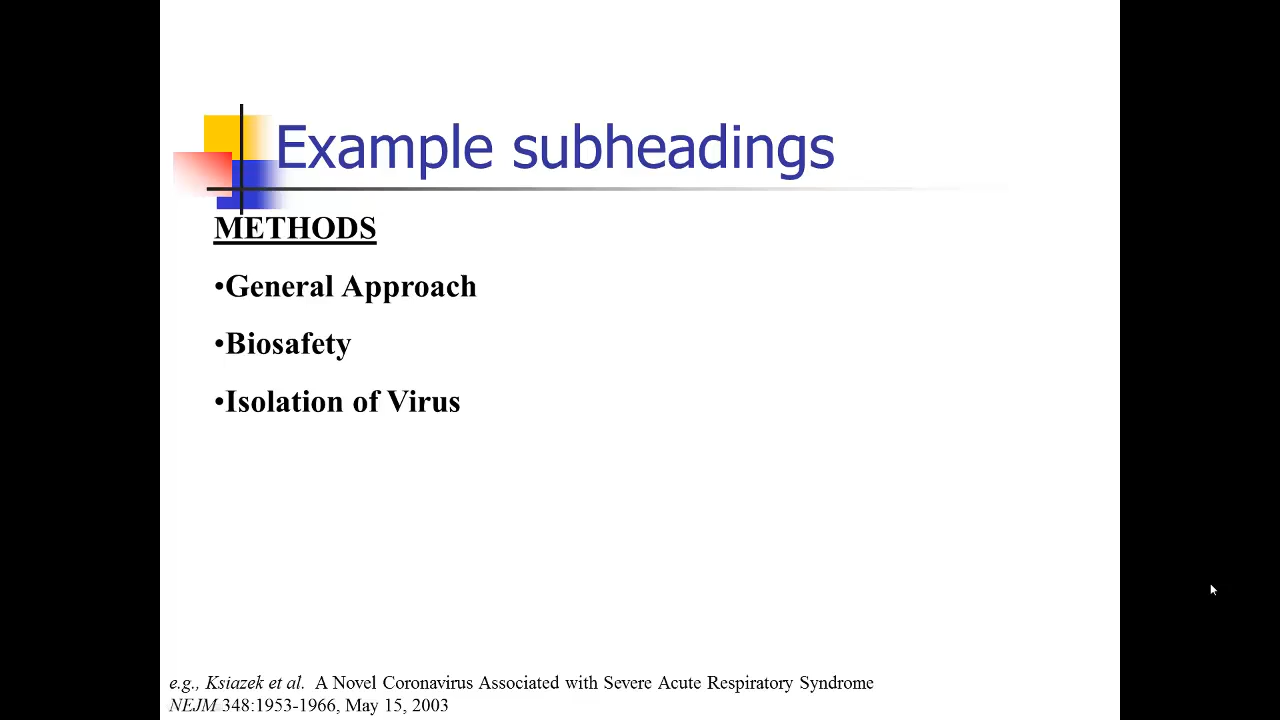 Example subheadings
METHODS
•General Approach
•Biosafety
•Isolation of Virus
e.g., Ksiazek et al.  A Novel Coronavirus Associated with Severe Acute Respiratory Syndrome
NEJM 348:1953-1966, May 15, 2003